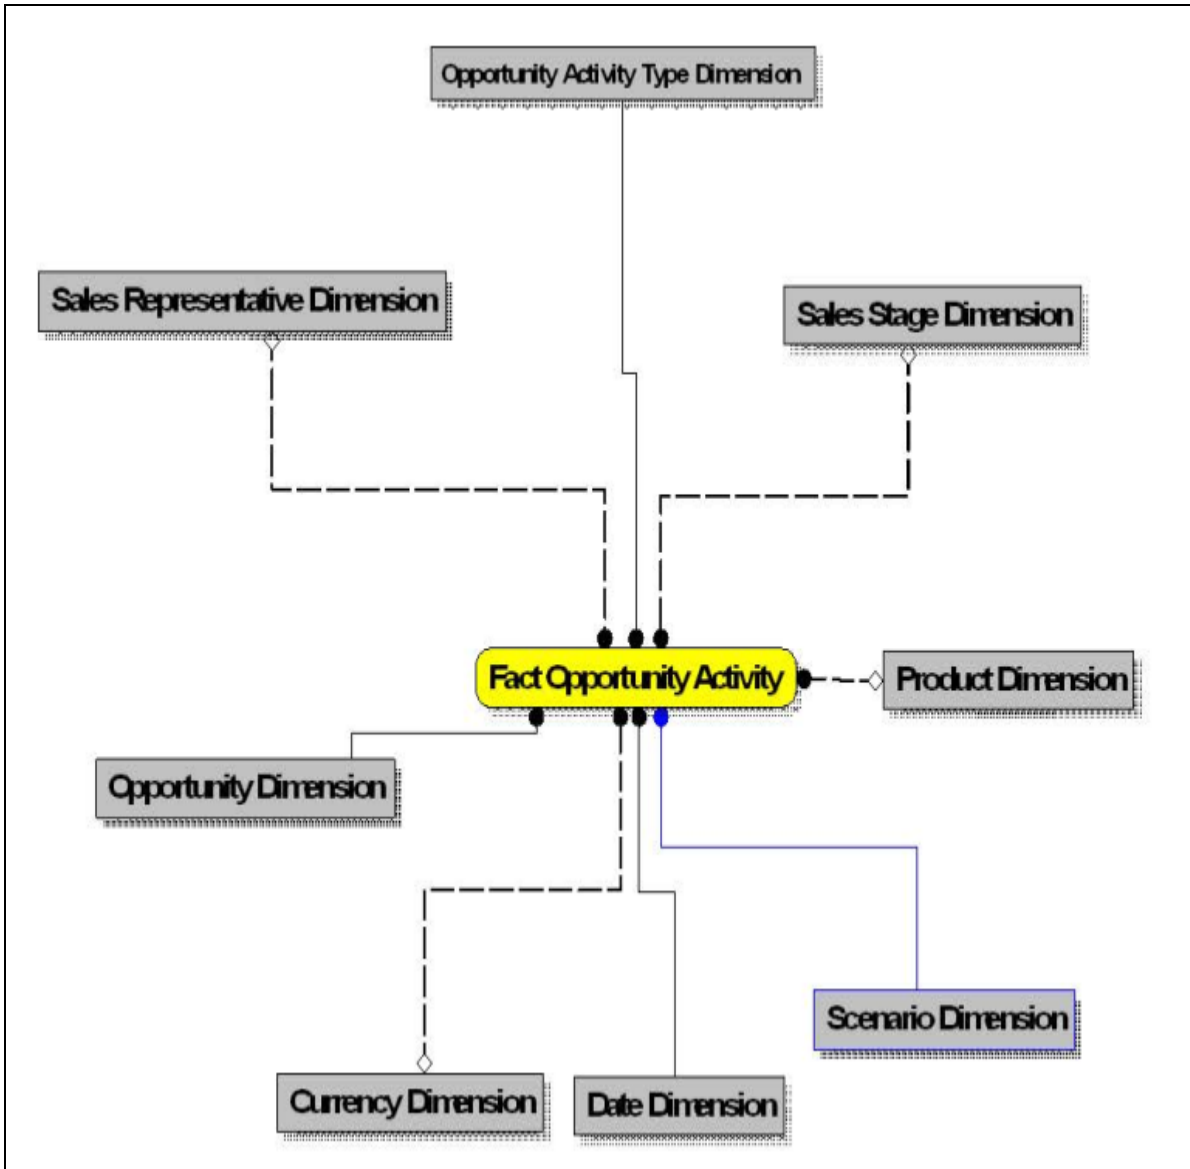 Opportunity Activity Type Dimension
Sales Representative Dimension
Sales Stage Dimension
Fact Opportunity Activity
Product Dimension
Opportunity Dimension
Scenario Dimension
Currency Dimension
Date Dimension